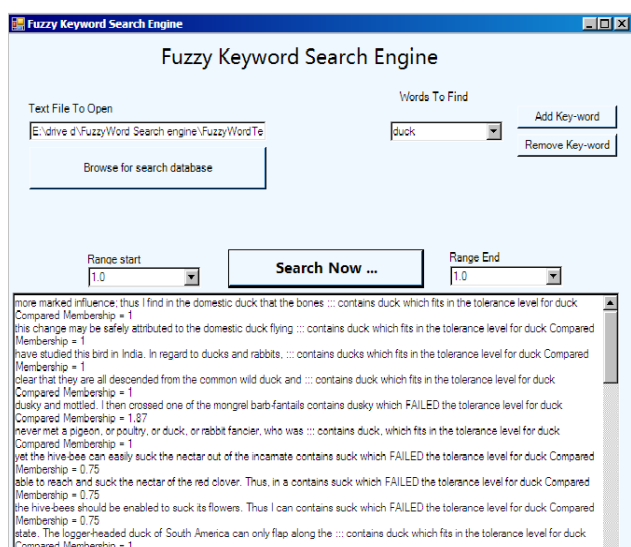 Fuzzy Keyword Search Engine
Fuzzy Keyword Search Engine
Text File To Open
Words To Find
E:\drive d\FuzzyWord Search engine\FuzzyWordTe
duck
Add Key-word
Remove Key-word
Browse for search database
Range start
1.0
Search Now ...
Range End
1.0
more marked influence; thus I find in the domestic duck that the bones ::: contains duck which fits in the tolerance level for duck
Compared Membership = 1
this change may be safely attributed to the domestic duck flying ::: contains duck which fits in the tolerance level for duck Compared
Membership = 1
have studied this bird in India. In regard to ducks and rabbits, ::: contains ducks which fits in the tolerance level for duck Compared
Membership = 1
clear that they are all descended from the common wild duck and ::: contains duck which fits in the tolerance level for duck
Compared Membership = 1
dusky and mottled. I then crossed one of the mongrel barb-fantails contains dusky which FAILED the tolerance level for duck
Compared Membership = 1.87
never met a pigeon, or poultry, or duck, or rabbit fancier, who was ::: contains duck, which fits in the tolerance level for duck
Compared Membership = 1
yet the hive-bee can easily suck the nectar out of the incarnate contains suck which FAILED the tolerance level for duck Compared
Membership = 0.75
able to reach and suck the nectar of the red clover. Thus, in a contains suck which FAILED the tolerance level for duck Compared
Membership = 0.75
the hive-bees should be enabled to suck its flowers. Thus I can contains suck which FAILED the tolerance level for duck Compared
Membership = 0.75
state. The logger-headed duck of South America can only flap along the ::: contains duck which fits in the tolerance level for duck
Compared Membership = 1